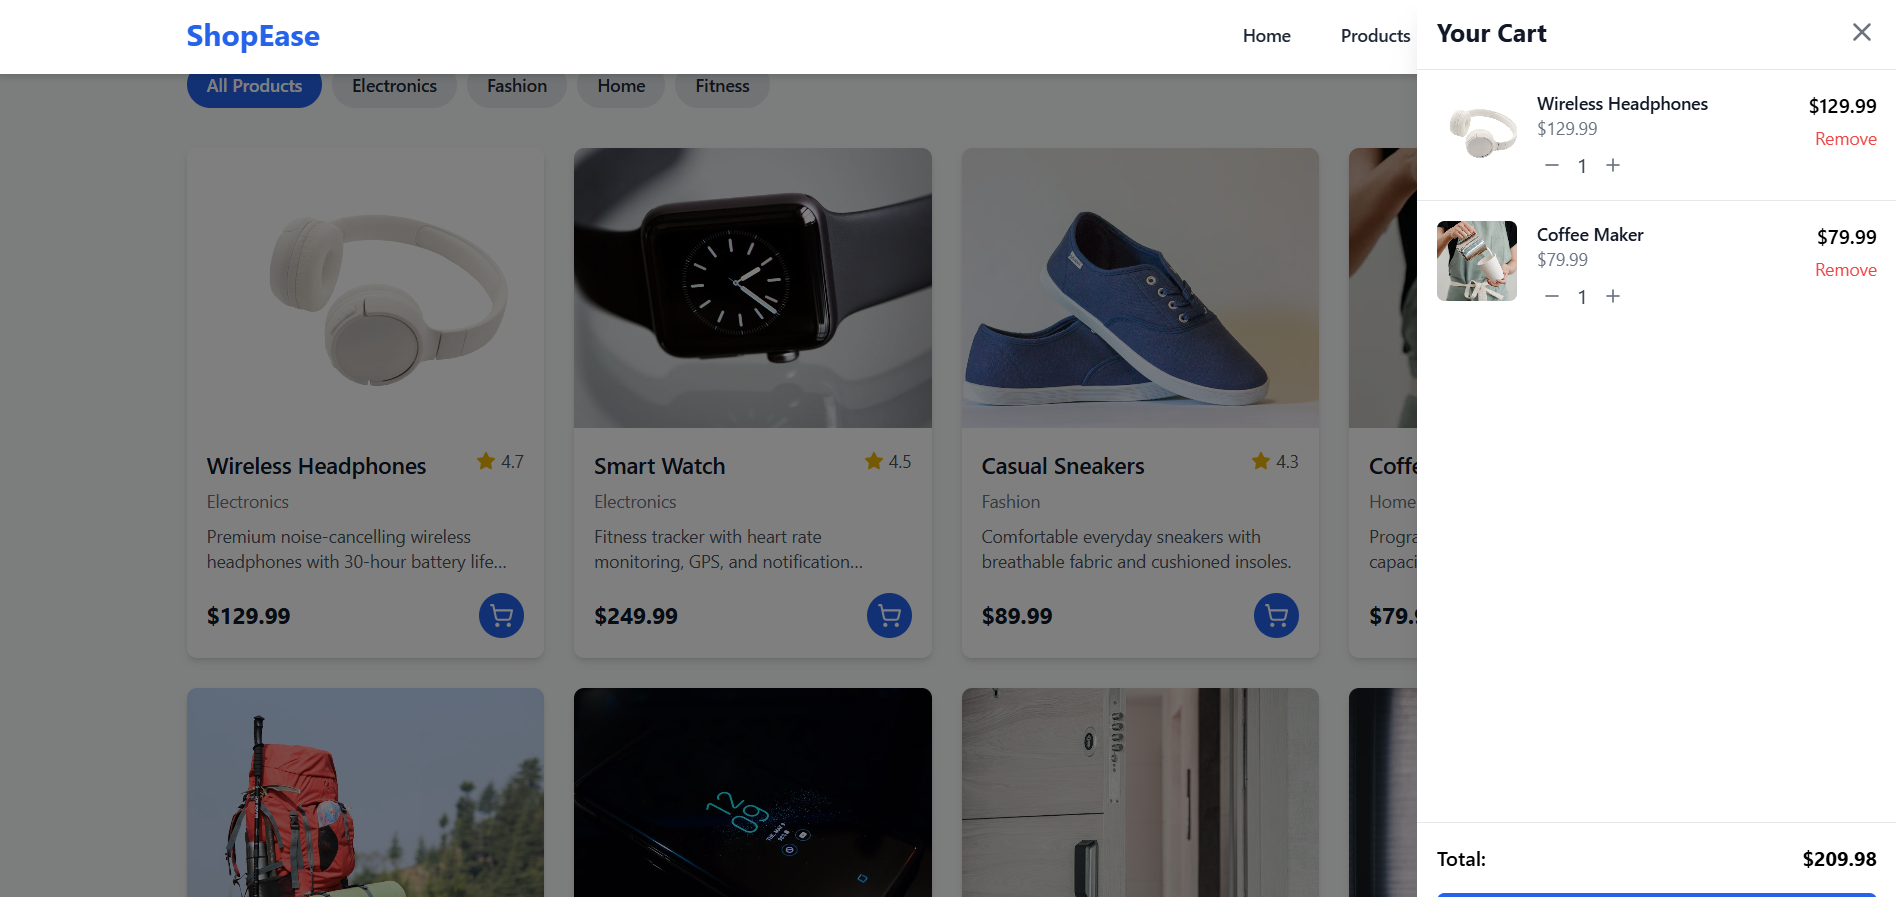 ShopEase
Home
Products
All Products
Electronics
Fashion
Home
Fitness
Wireless Headphones
4.7
Electronics
Premium noise-cancelling wireless
headphones with 30-hour battery life...
$129.99
Smart Watch
4.5
Electronics
Fitness tracker with heart rate
monitoring, GPS, and notification...
$249.99
Casual Sneakers
4.3
Fashion
Comfortable everyday sneakers with
breathable fabric and cushioned insoles.
$89.99
Home
$79.
12
09
Your Cart
Wireless Headphones
$129.99
$129.99
Remove
1
Coffee Maker
$79.99
$79.99
Remove
1
Total:
$209.98